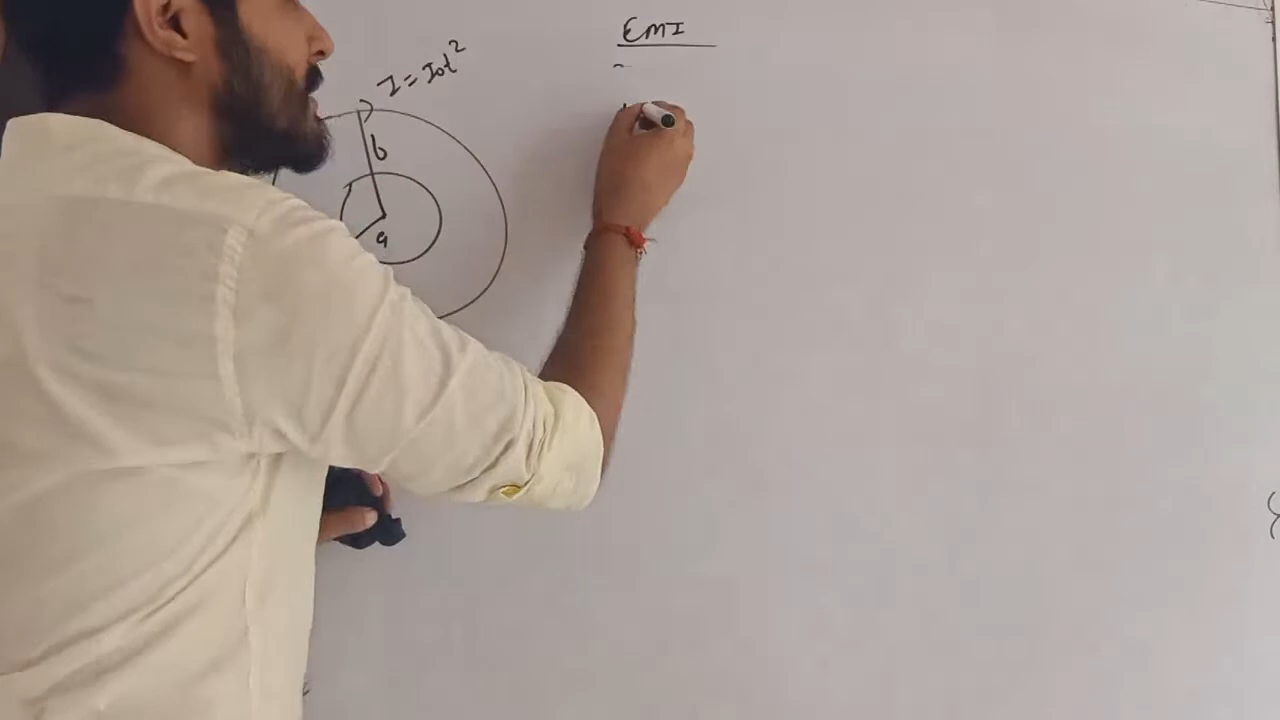 EMI
I = I₀t²
b
a